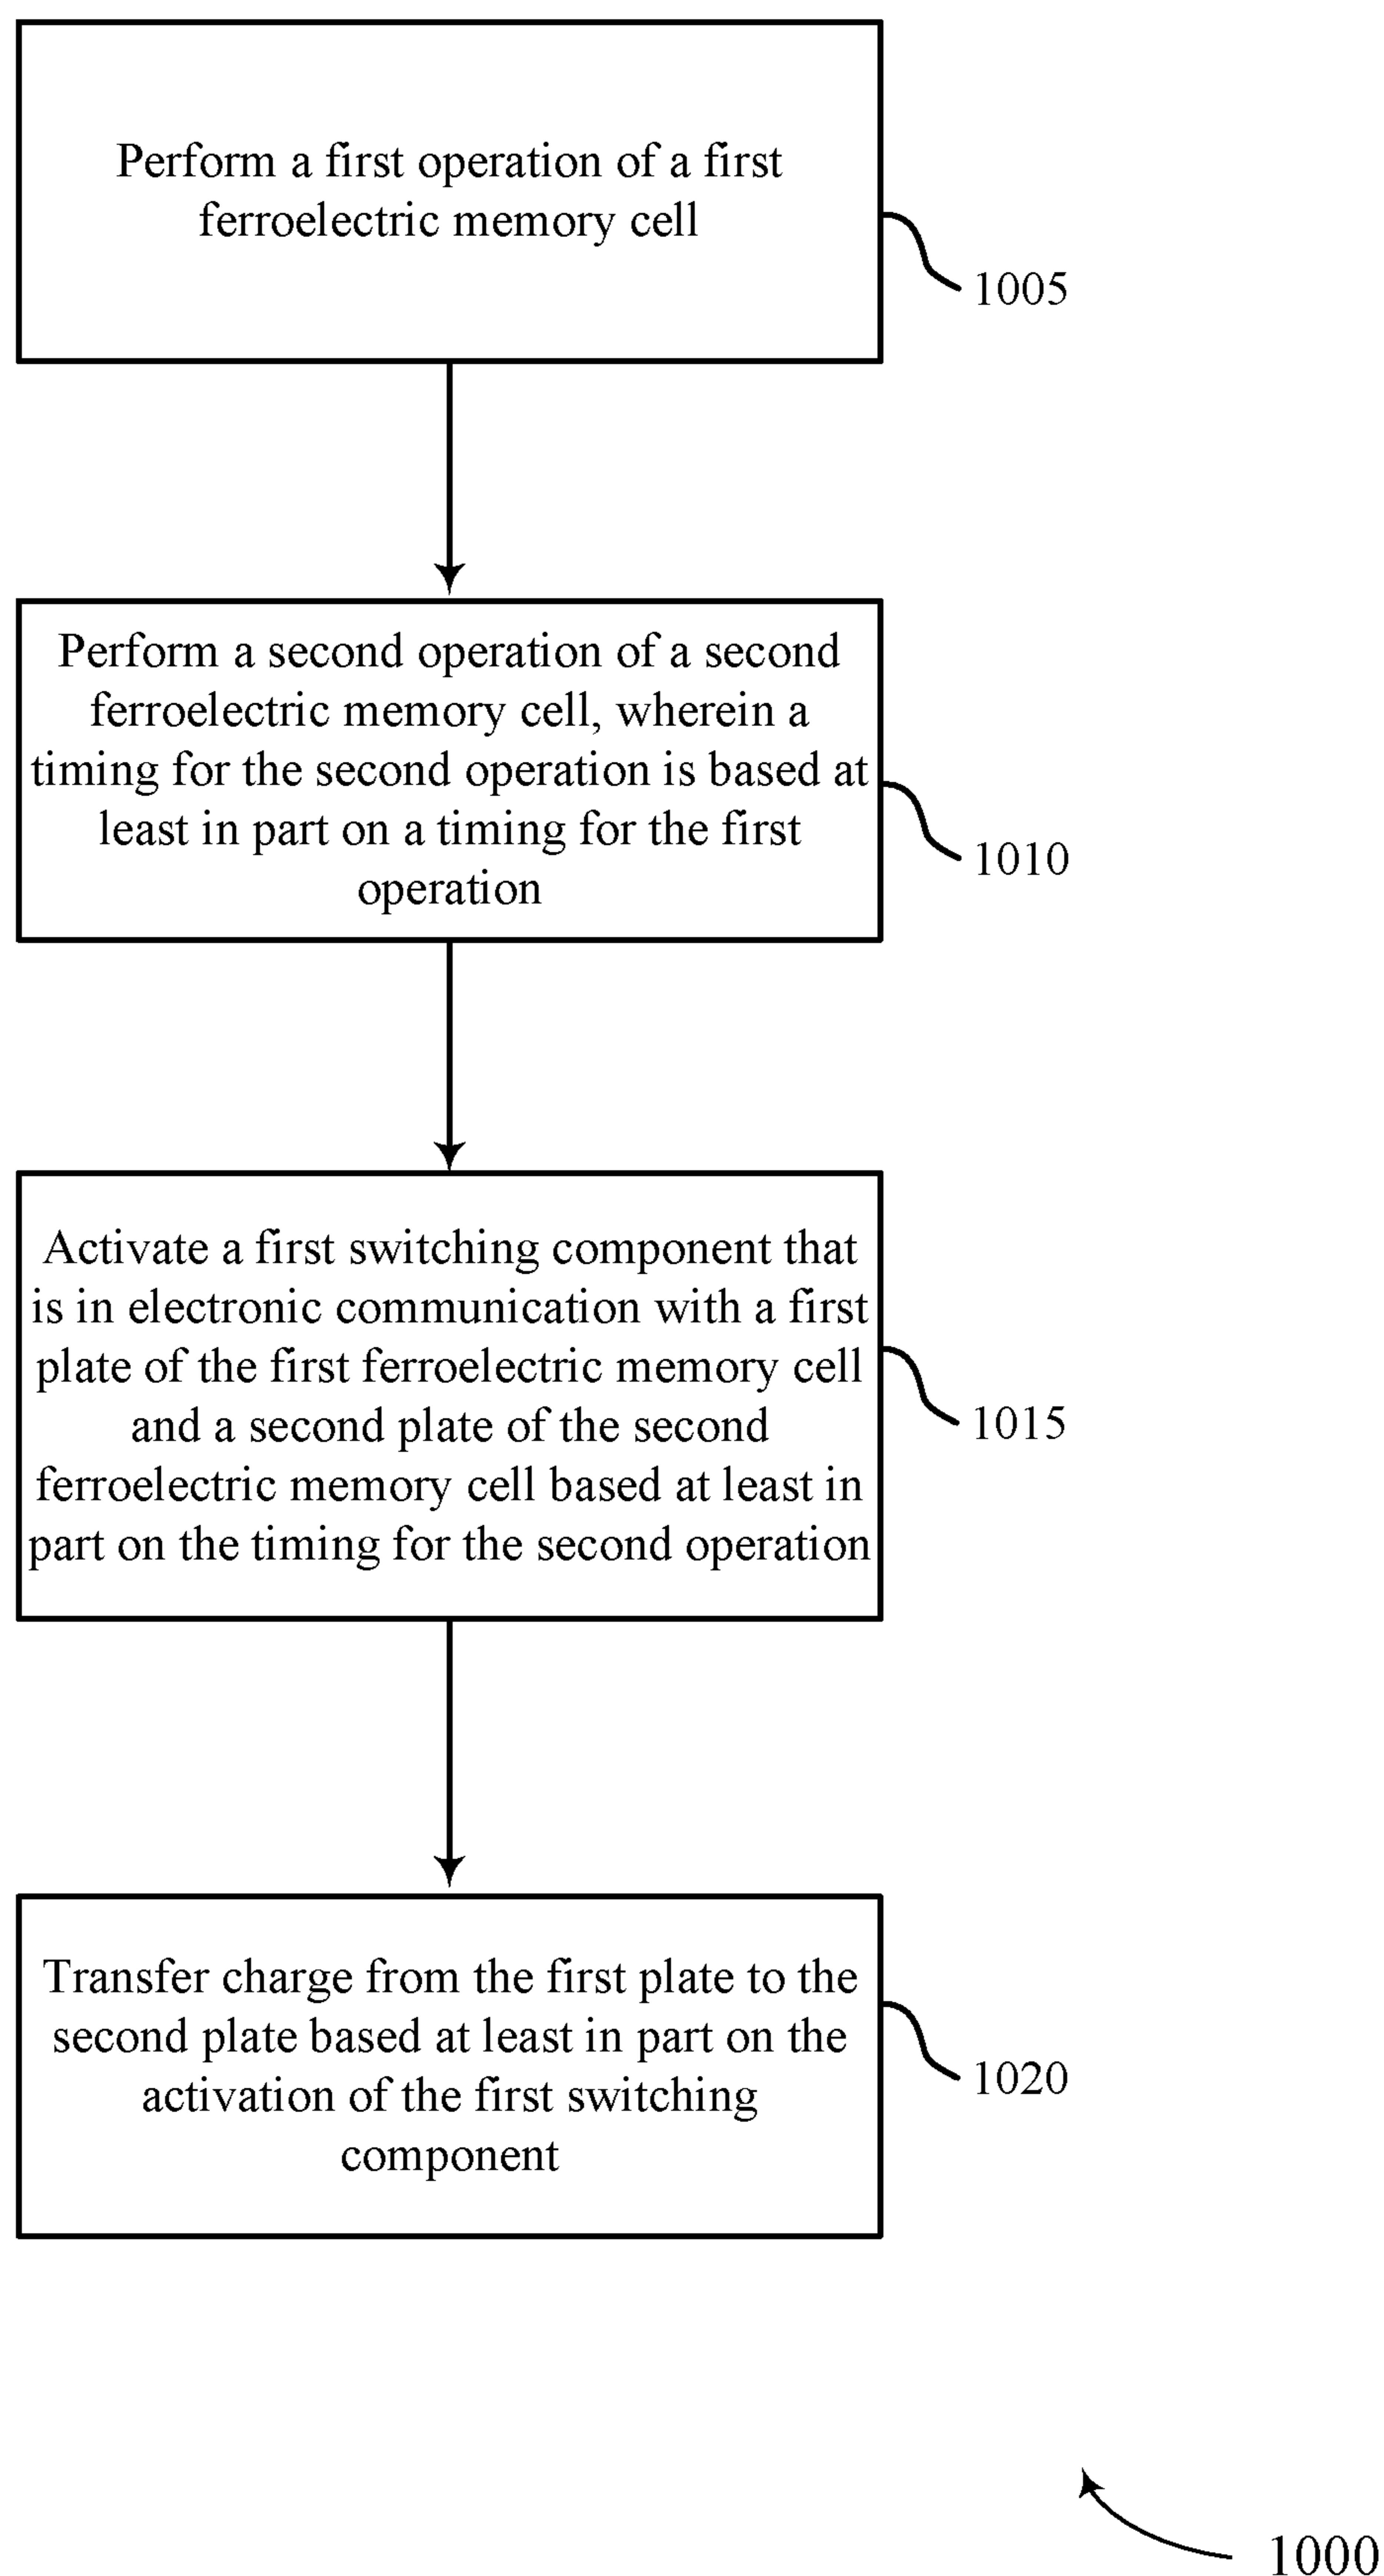 Perform a first operation of a first
ferroelectric memory cell
1005
Perform a second operation of a second
ferroelectric memory cell, wherein a
timing for the second operation is based at
least in part on a timing for the first
operation
1010
Activate a first switching component that
is in electronic communication with a first
plate of the first ferroelectric memory cell
and a second plate of the second
ferroelectric memory cell based at least in
part on the timing for the second operation
1015
Transfer charge from the first plate to the
second plate based at least in part on the
activation of the first switching
component
1020
1000